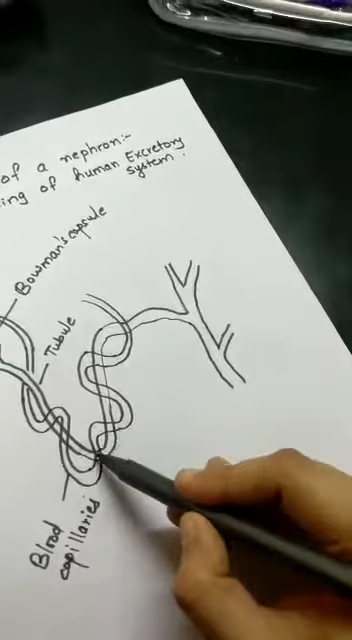 of a nephron:-
ing of human Excretory
system.
Bowman's capsule
Tubule
Blood
capillaries